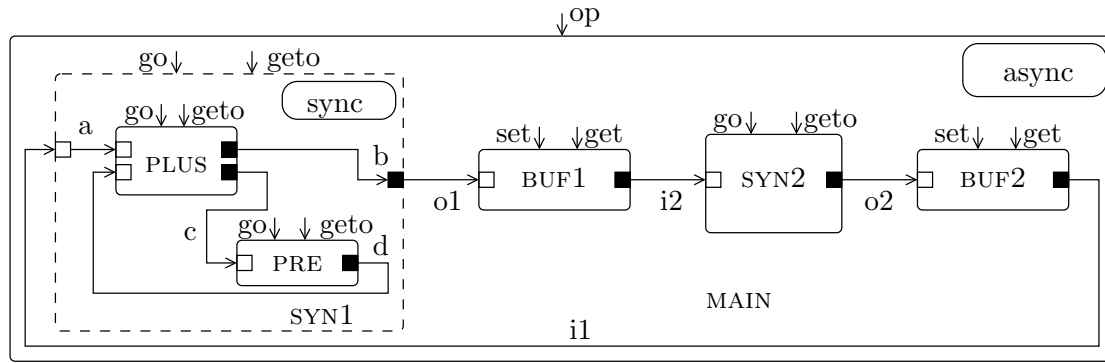 op
go geto
async
sync
go geto
a
PLUS
b
set get
BUF1
go geto
SYN2
set get
BUF2
o1
i2
o2
c
go geto
d
PRE
SYN1
MAIN
i1